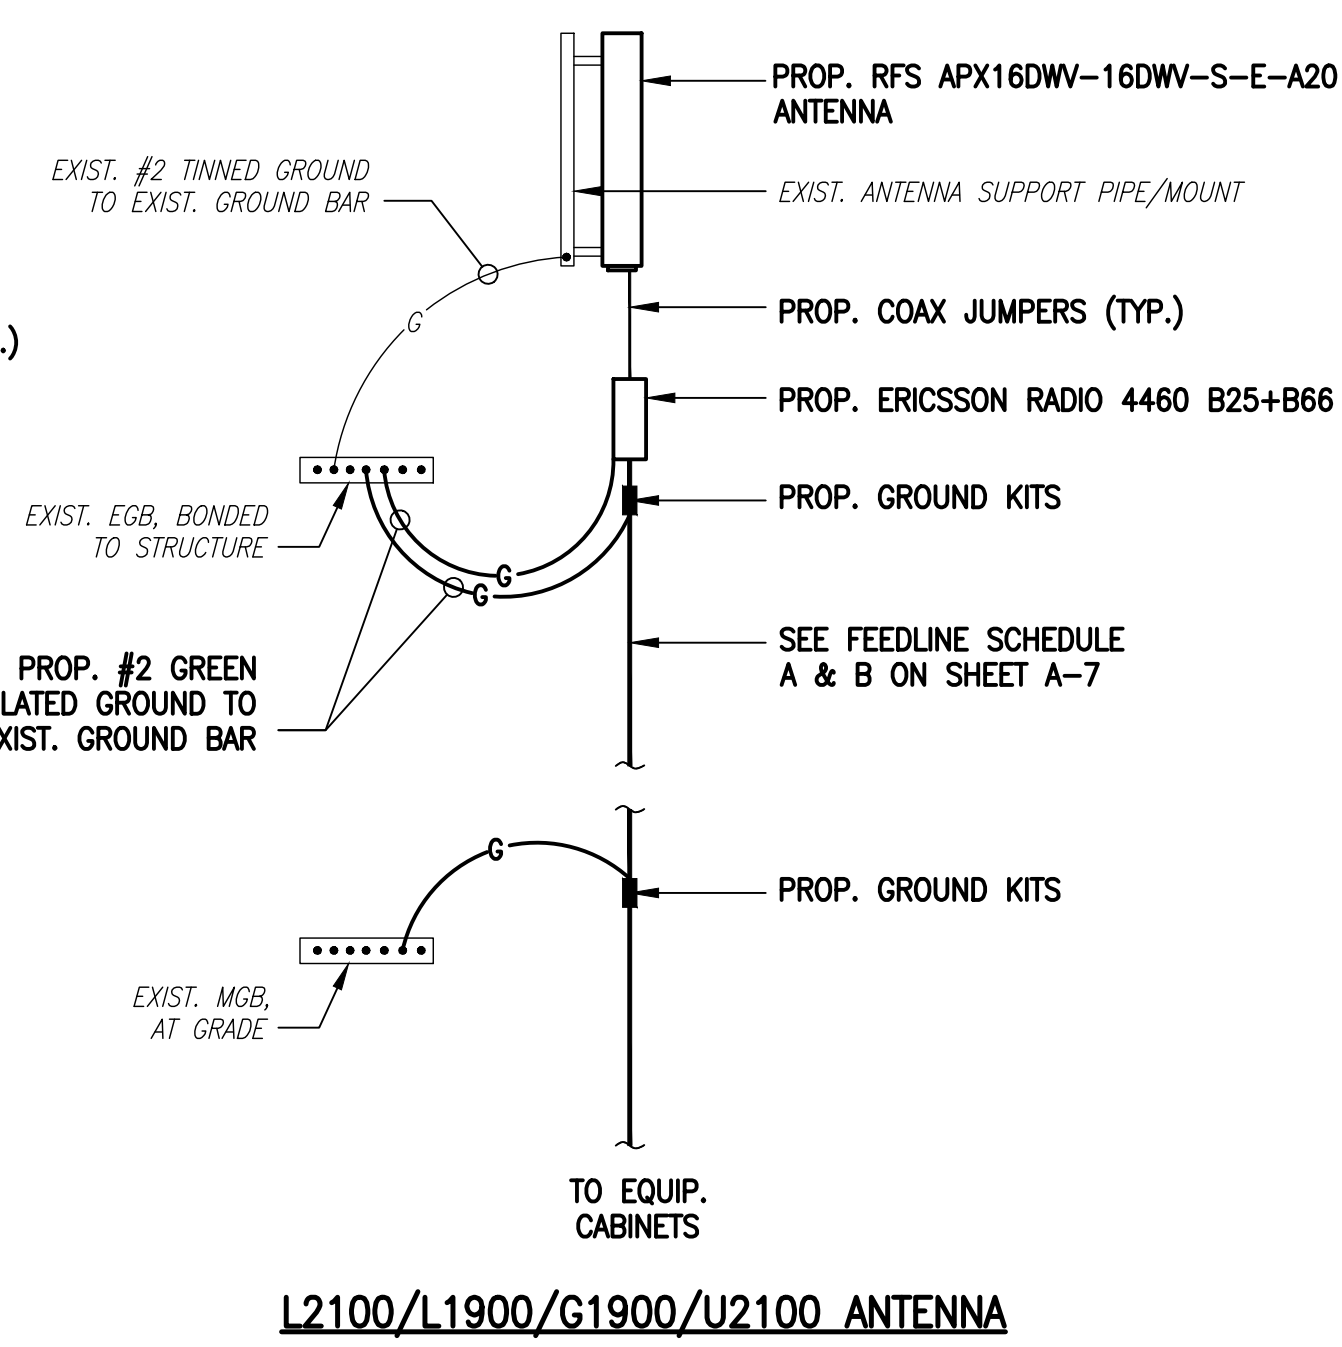 PROP. RFS APX16DWV-16DWV-S-E-A20
ANTENNA
EXIST. #2 TINNED GROUND
TO EXIST. GROUND BAR
EXIST. ANTENNA SUPPORT PIPE/MOUNT
G
PROP. COAX JUMPERS (TYP.)
.)
PROP. ERICSSON RADIO 4460 B25+B66
PROP. GROUND KITS
EXIST. EGB, BONDED
TO STRUCTURE
G
G
SEE FEEDLINE SCHEDULE
A & B ON SHEET A-7
PROP. #2 GREEN
LATED GROUND TO
XIST. GROUND BAR
G
PROP. GROUND KITS
EXIST. MGB,
AT GRADE
TO EQUIP.
CABINETS
L2100/L1900/G1900/U2100 ANTENNA